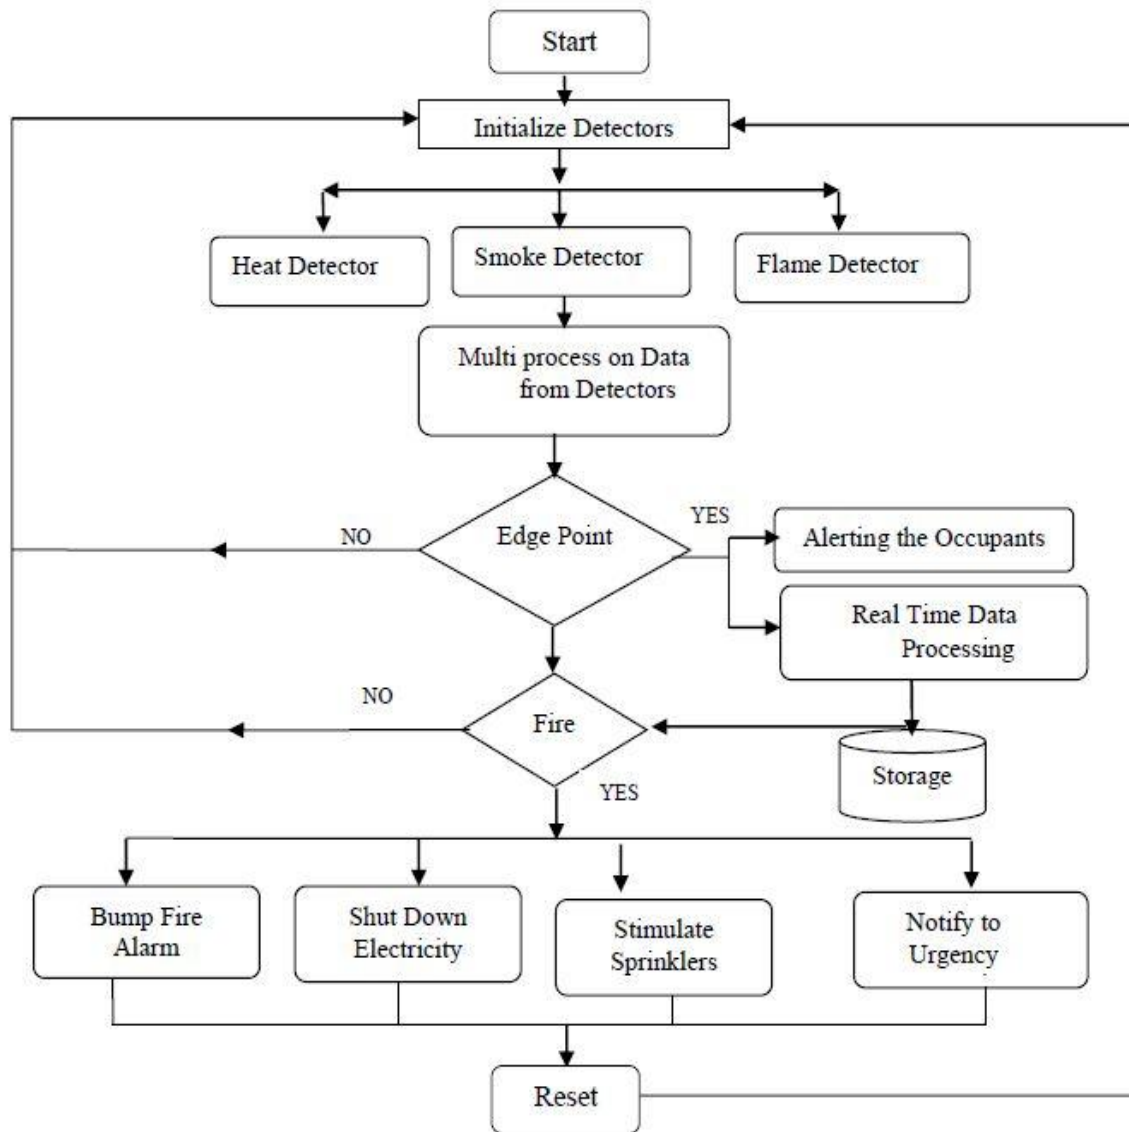 Start
Initialize Detectors
Heat Detector
Smoke Detector
Flame Detector
Multi process on Data
from Detectors
Edge Point
NO
YES
Alerting the Occupants
Real Time Data
Processing
NO
Fire
Storage
YES
Bump Fire
Alarm
Shut Down
Electricity
Stimulate
Sprinklers
Notify to
Urgency
Reset